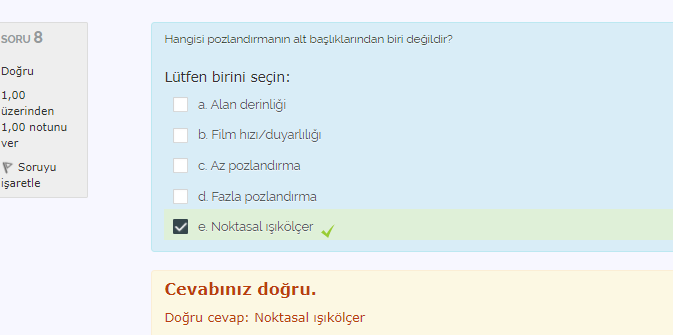 SORU 8
Doğru
1,00
üzerinden
1,00 notunu
ver
Soruyu
işaretle
Hangisi pozlandırmanın alt başlıklarından biri değildir?
Lütfen birini seçin:
a. Alan derinliği
b. Film hızı/duyarlılığı
c. Az pozlandırma
d. Fazla pozlandırma
e. Noktasal ışıkölçer
Cevabınız doğru.
Doğru cevap: Noktasal ışıkölçer